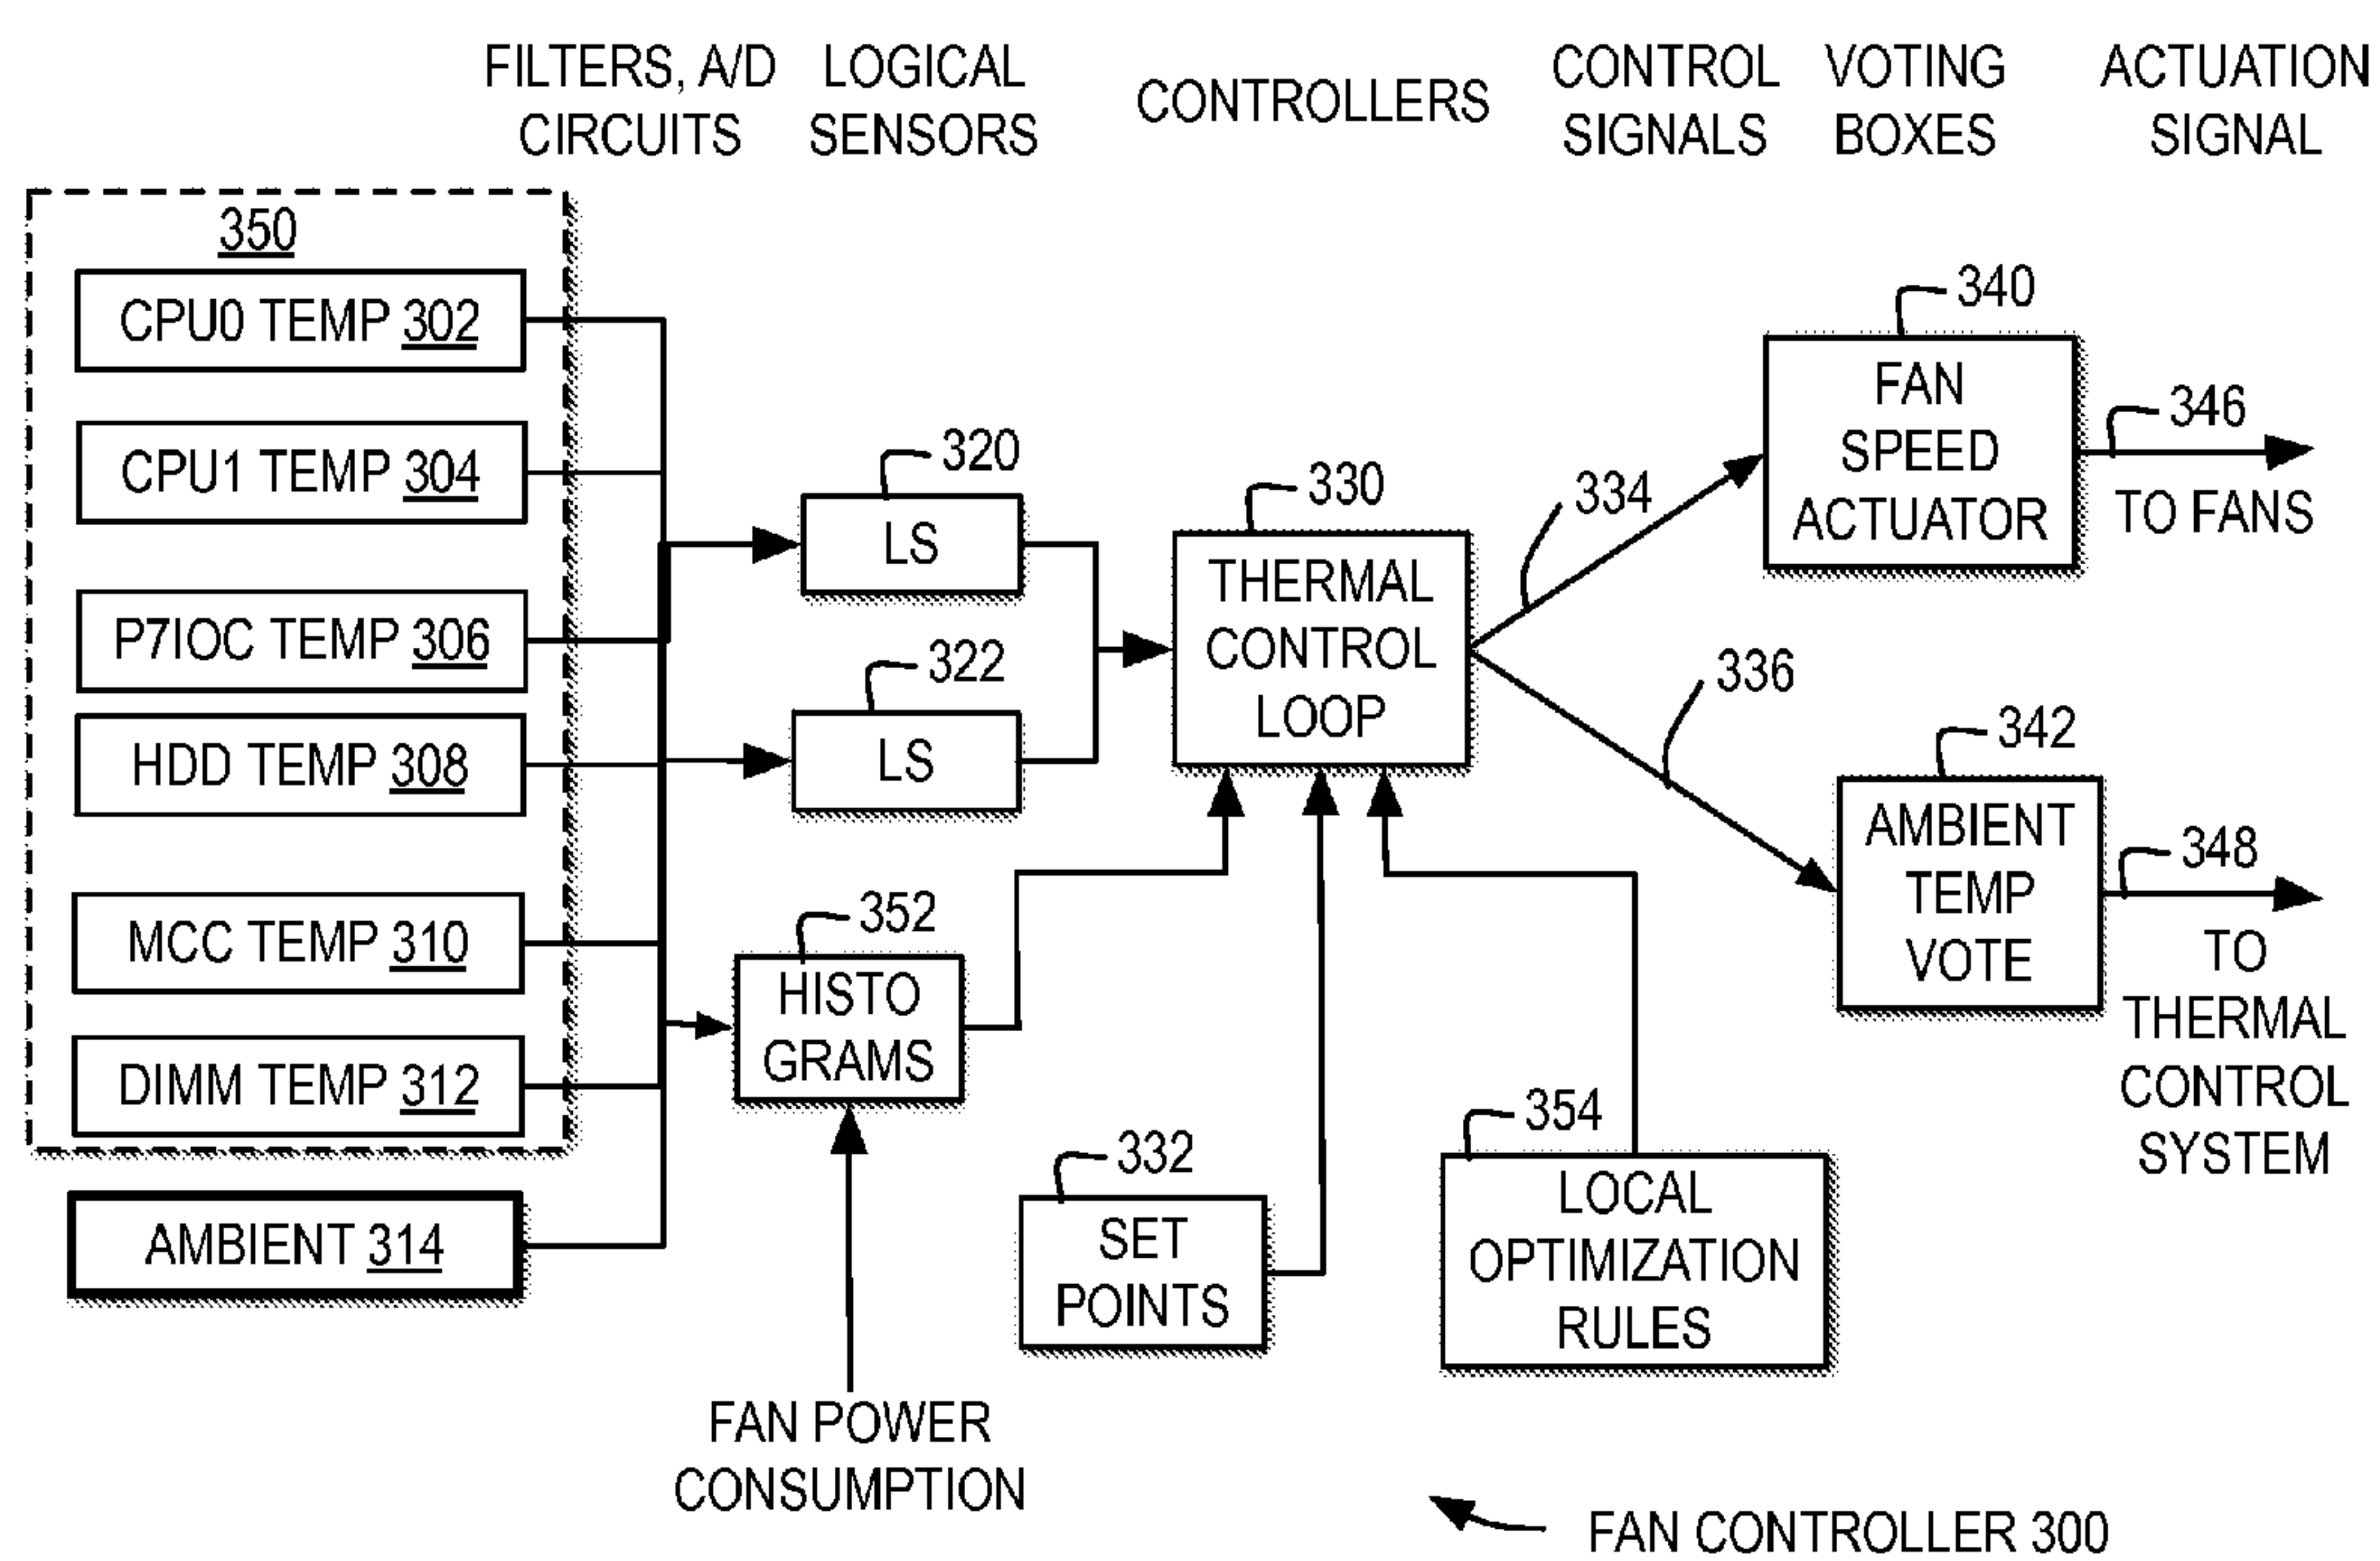 FILTERS, A/D
CIRCUITS
LOGICAL
SENSORS
CONTROLLERS
CONTROL
SIGNALS
VOTING
BOXES
ACTUATION
SIGNAL
350
CPU0 TEMP 302
CPU1 TEMP 304
P7IOC TEMP 306
HDD TEMP 308
MCC TEMP 310
DIMM TEMP 312
AMBIENT 314
320
LS
322
LS
352
HISTO
GRAMS
FAN POWER
CONSUMPTION
330
THERMAL
CONTROL
LOOP
332
SET
POINTS
354
LOCAL
OPTIMIZATION
RULES
334
336
340
FAN
SPEED
ACTUATOR
346
TO FANS
342
AMBIENT
TEMP
VOTE
348
TO
THERMAL
CONTROL
SYSTEM
FAN CONTROLLER 300